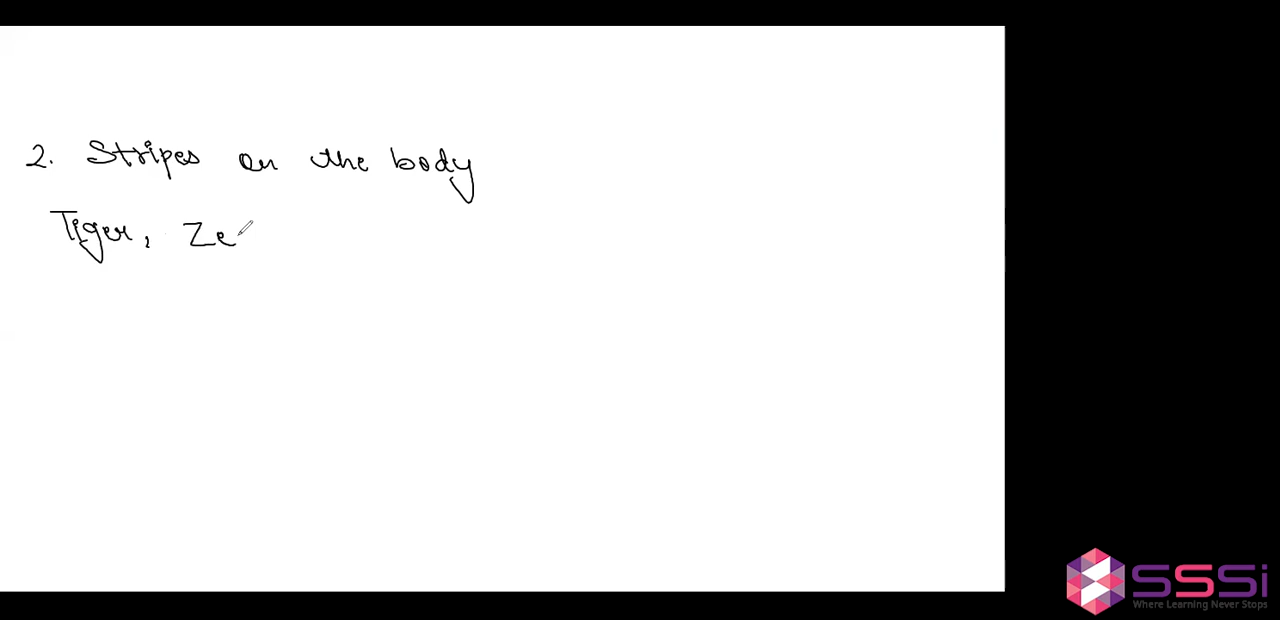 2. Stripes on the body
Tiger, Ze
SSSi
Where Learning Never Stops